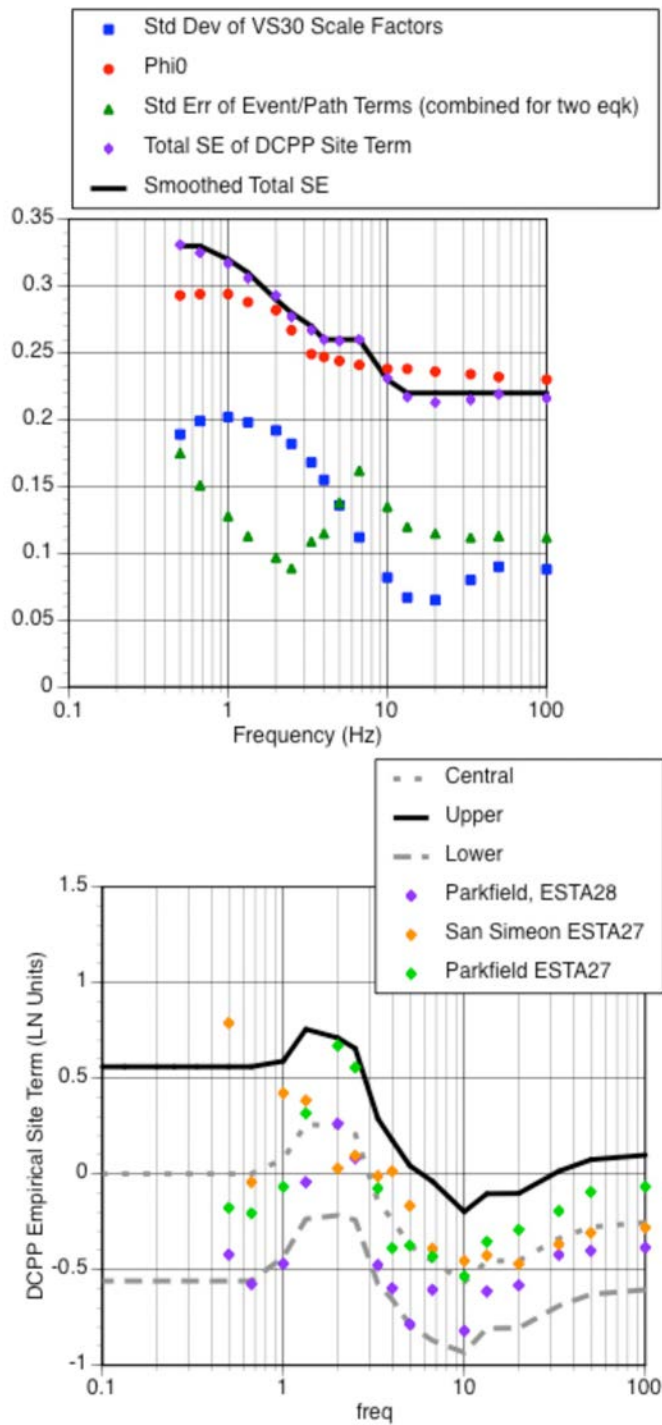 Std Dev of VS30 Scale Factors
Phi0
Std Err of Event/Path Terms (combined for two eqk)
Total SE of DCPP Site Term
Smoothed Total SE
0.35
0.3
0.25
0.2
0.15
0.1
0.05
0
0.1 1 10 100
Frequency (Hz)
Central
Upper
Lower
Parkfield, ESTA28
San Simeon ESTA27
Parkfield ESTA27
DCPP Empirical Site Term (LN Units)
1.5
1
0.5
0
-0.5
-1
0.1 1 10 100
freq